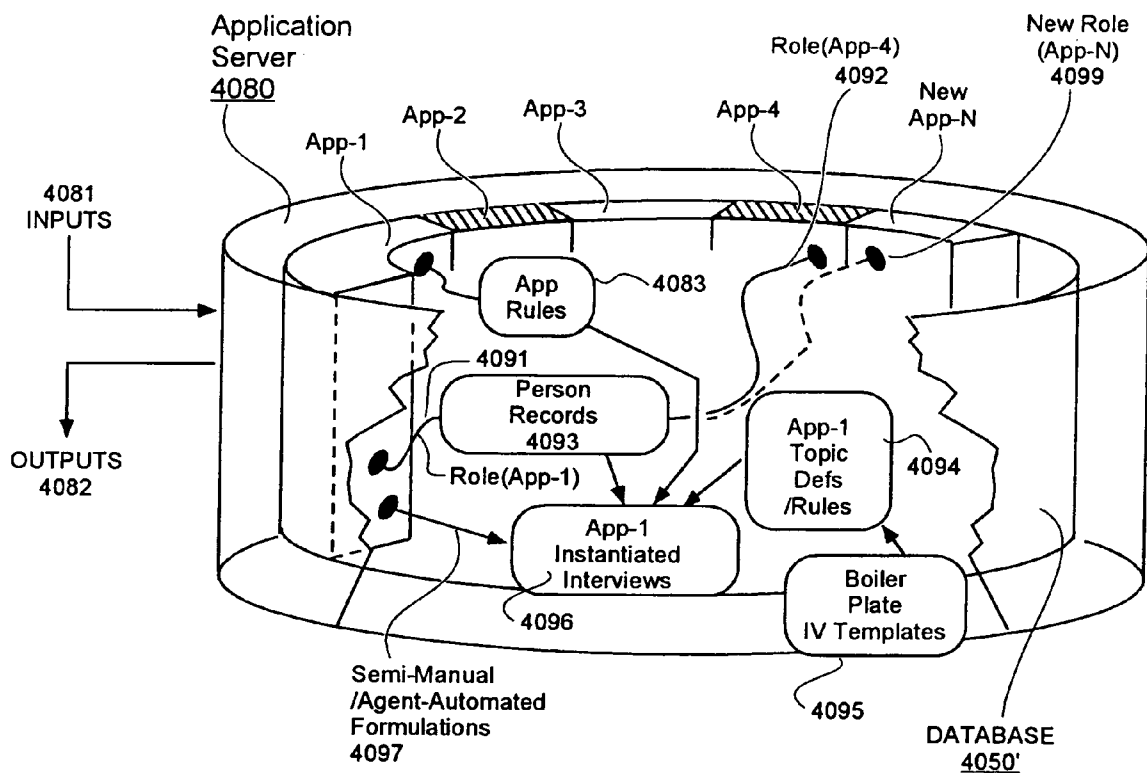 Application
Server
4080
Role(App-4)
4092
New Role
(App-N)
4099
App-1
App-2
App-3
App-4
New
App-N
4081
INPUTS
App
Rules
4083
4091
Person
Records
4093
App-1
Topic
Defs
/Rules
4094
OUTPUTS
4082
Role(App-1)
App-1
Instantiated
Interviews
4096
Boiler
Plate
IV Templates
4095
Semi-Manual
/Agent-Automated
Formulations
4097
DATABASE
4050'